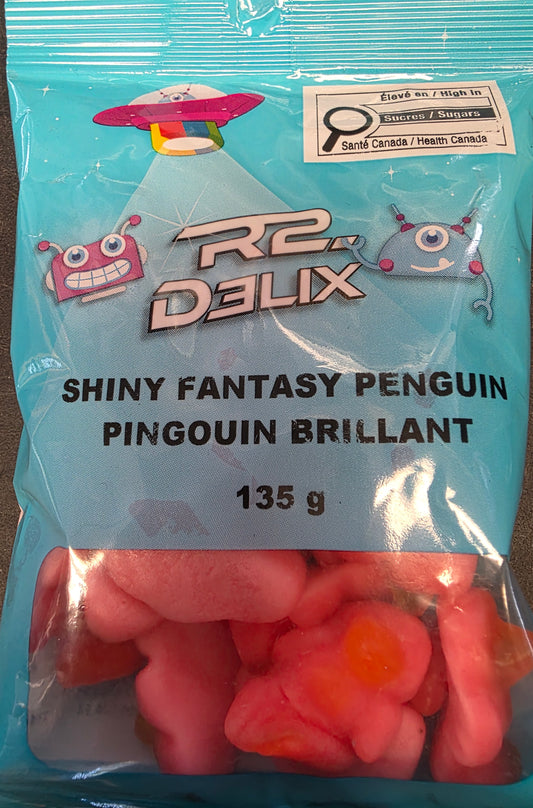 Élevé en / High in
Sucres / Sugars
Santé Canada / Health Canada
R2
D3LIX
SHINY FANTASY PENGUIN
PINGOUIN BRILLANT
135 g